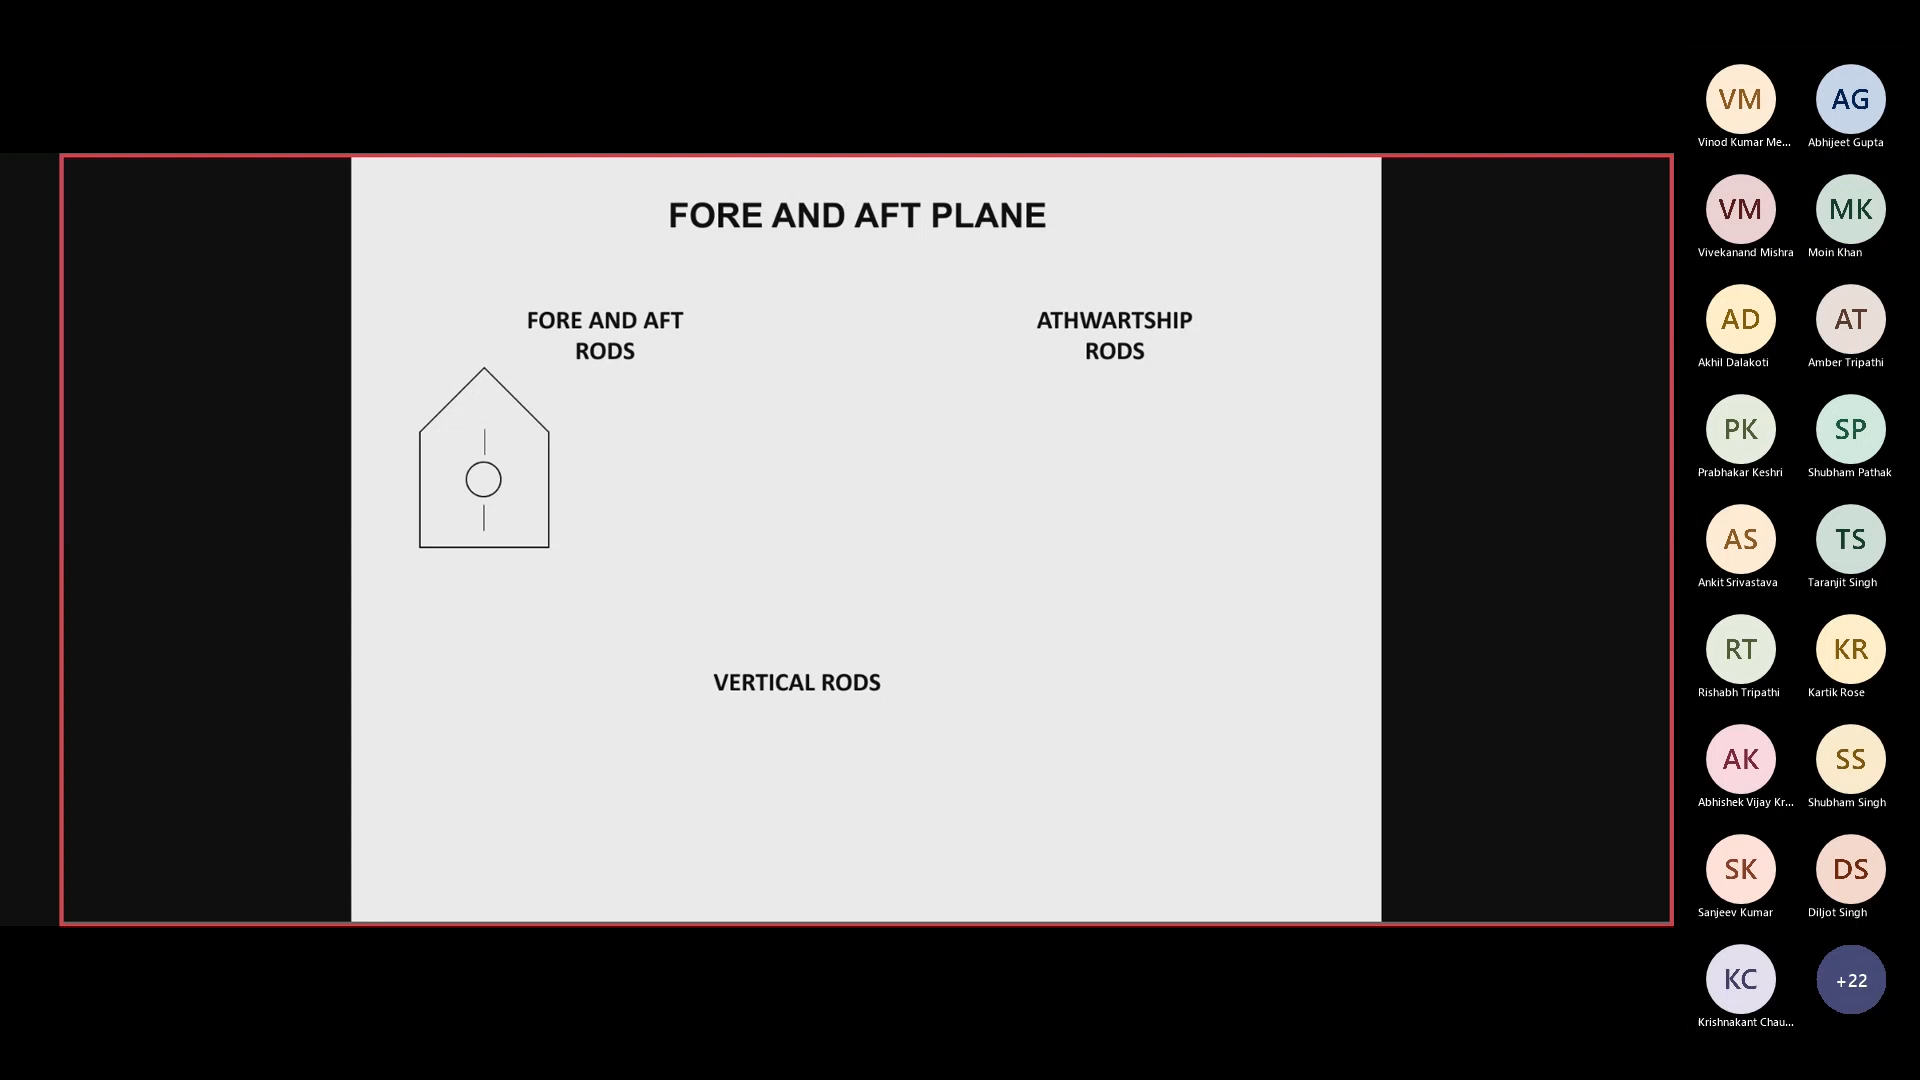 FORE AND AFT PLANE
FORE AND AFT
RODS
ATHWARTSHIP
RODS
VERTICAL RODS
VM
Vinod Kumar Me...
AG
Abhijeet Gupta
VM
Vivekanand Mishra
MK
Moin Khan
AD
Akhil Dalakoti
AT
Amber Tripathi
PK
Prabhakar Keshri
SP
Shubham Pathak
AS
Ankit Srivastava
TS
Taranjit Singh
RT
Rishabh Tripathi
KR
Kartik Rose
AK
Abhishek Vijay Kr...
SS
Shubham Singh
SK
Sanjeev Kumar
DS
Diljot Singh
KC
Krishnakant Chau...
+22